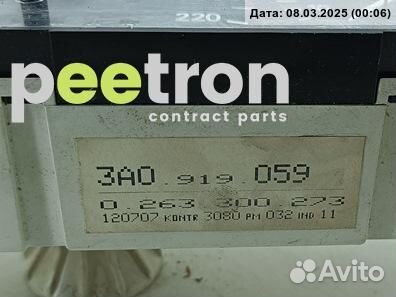 Дата: 08.03.2025 (00:06)
220
peetron
contract parts
3A0.919.059
0.263.300.273
120707 KONTR 3080 PM 032 IND 11
Avito